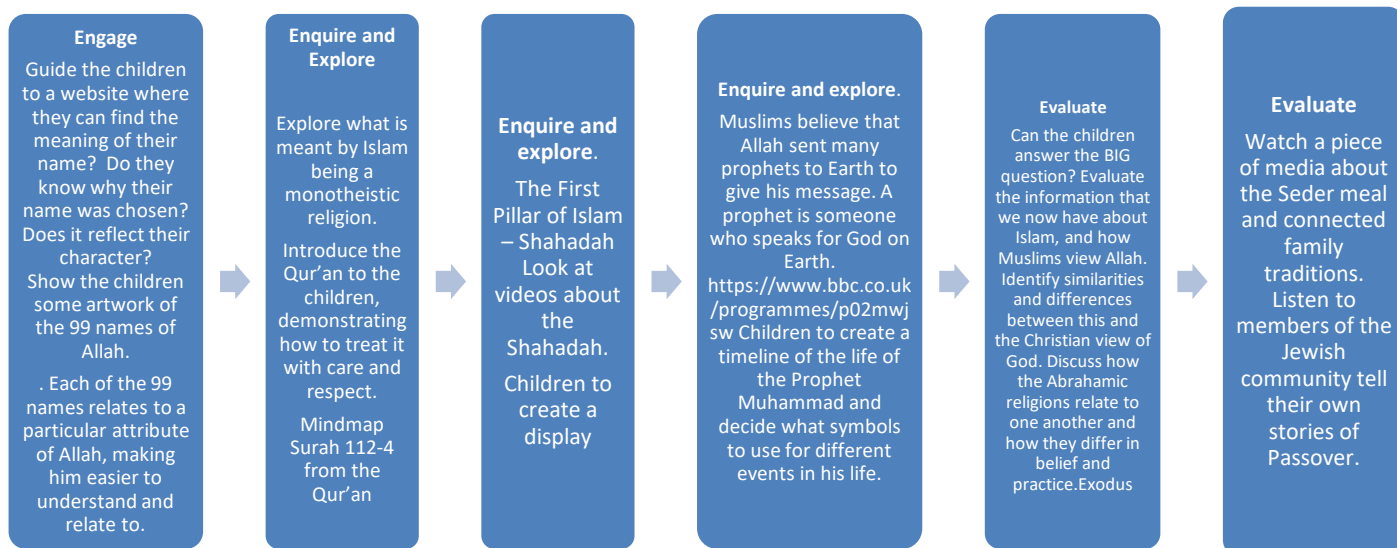 Engage
Guide the children
to a website where
they can find the
meaning of their
name? Do they
know why their
name was chosen?
Does it reflect their
character?
Show the children
some artwork of
the 99 names of
Allah.
. Each of the 99
names relates to a
particular attribute
of Allah, making
him easier to
understand and
relate to.
Enquire and
Explore
Explore what is
meant by Islam
being a
monotheistic
religion.
Introduce the
Qur’an to the
children,
demonstrating
how to treat it
with care and
respect.
Mindmap
Surah 112-4
from the
Qur’an
Enquire and
explore.
The First
Pillar of Islam
– Shahadah
Look at
videos about
the
Shahadah.
Children to
create a
display
Enquire and explore.
Muslims believe that
Allah sent many
prophets to Earth to
give his message. A
prophet is someone
who speaks for God on
Earth.
https://www.bbc.co.uk
/programmes/p02mwj
sw Children to create a
timeline of the life of
the Prophet
Muhammad and
decide what symbols
to use for different
events in his life.
Evaluate
Can the children
answer the BIG
question? Evaluate
the information that
we now have about
Islam, and how
Muslims view Allah.
Identify similarities
and differences
between this and
the Christian view of
God. Discuss how
the Abrahamic
religions relate to
one another and
how they differ in
belief and
practice.Exodus
Evaluate
Watch a piece
of media about
the Seder meal
and connected
family
traditions.
Listen to
members of the
Jewish
community tell
their own
stories of
Passover.